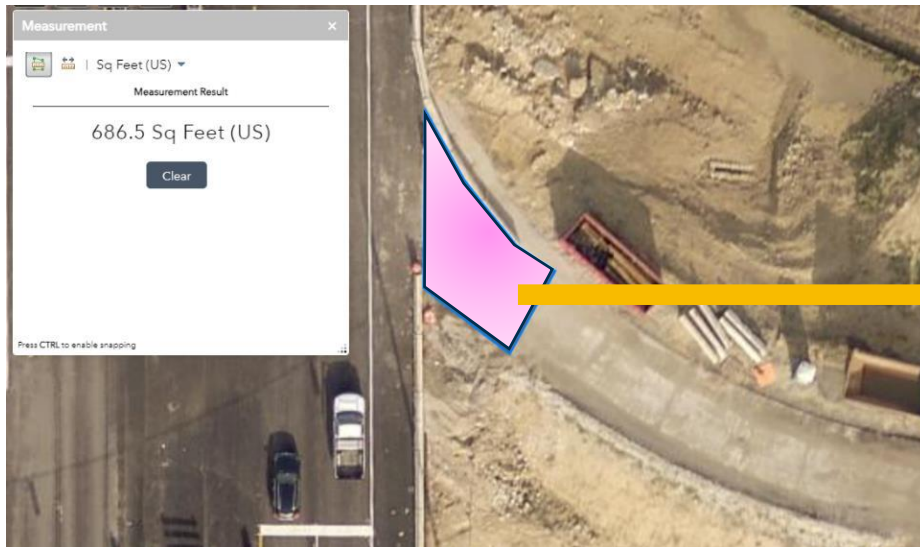 Measurement
Sq Feet (US)
Measurement Result
686.5 Sq Feet (US)
Clear
Press CTRL to enable snapping